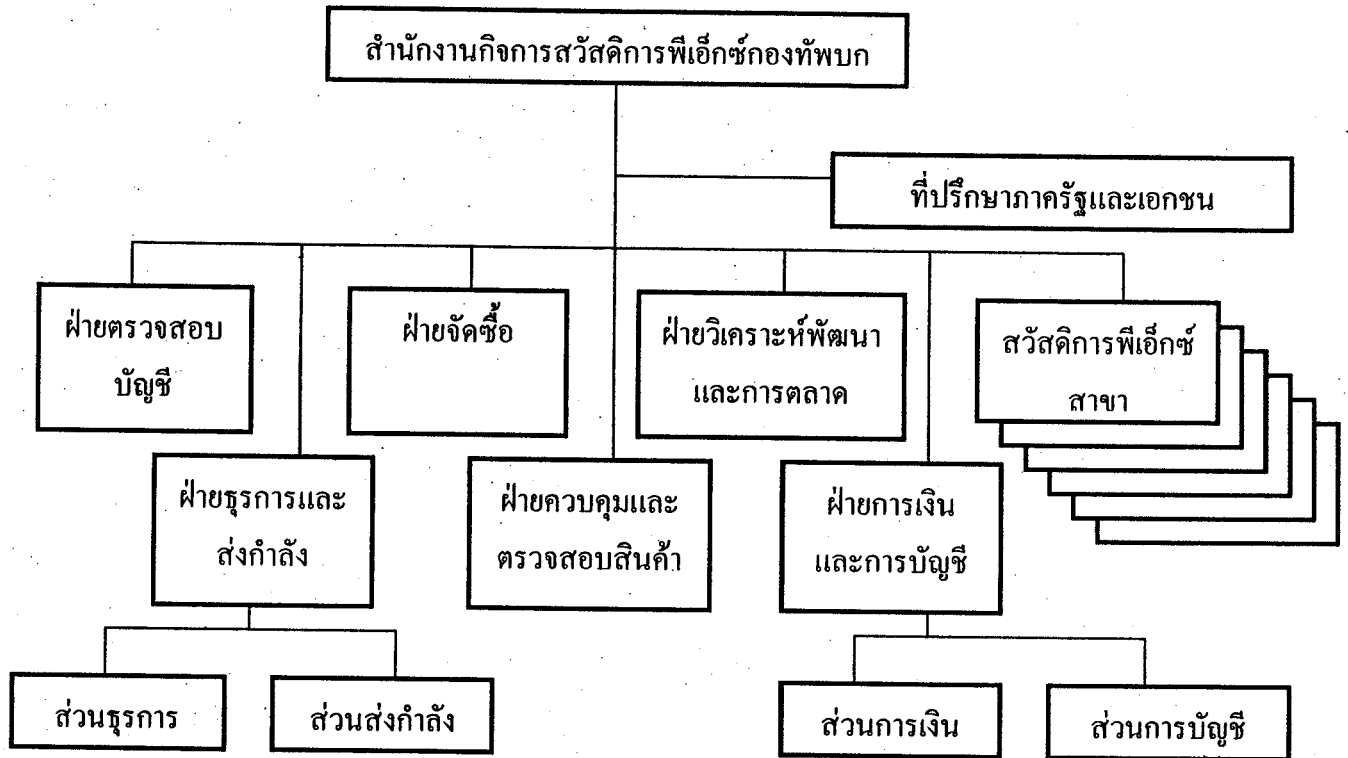 สำนักงานกิจการสวัสดิการพีเอ็กซ์กองทัพบก
ที่ปรึกษาภาครัฐและเอกชน
ฝ่ายตรวจสอบ
บัญชี
ฝ่ายจัดซื้อ
ฝ่ายวิเคราะห์พัฒนา
และการตลาด
สวัสดิการพีเอ็กซ์
สาขา
ฝ่ายธุรการและ
ส่งกำลัง
ฝ่ายควบคุมและ
ตรวจสอบสินค้า
ฝ่ายการเงิน
และการบัญชี
ส่วนธุรการ
ส่วนส่งกำลัง
ส่วนการเงิน
ส่วนการบัญชี